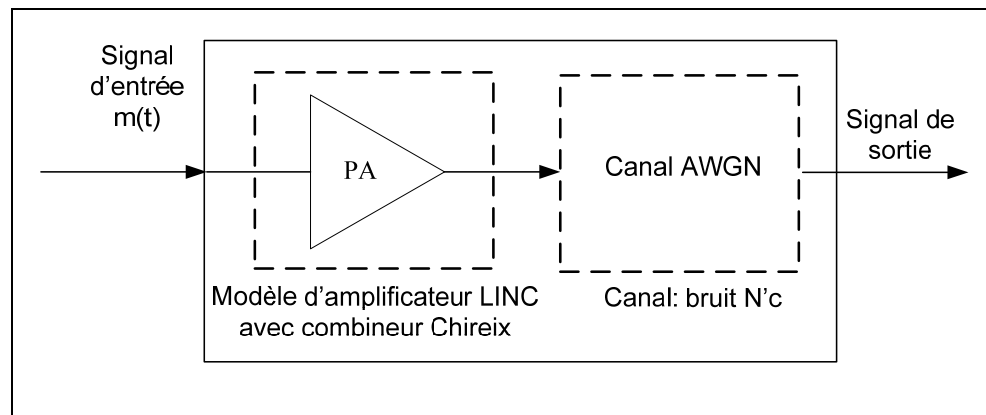 Signal
d'entrée
m(t)
PA
Canal AWGN
Signal de
sortie
Modèle d'amplificateur LINC
avec combineur Chireix
Canal: bruit N'c